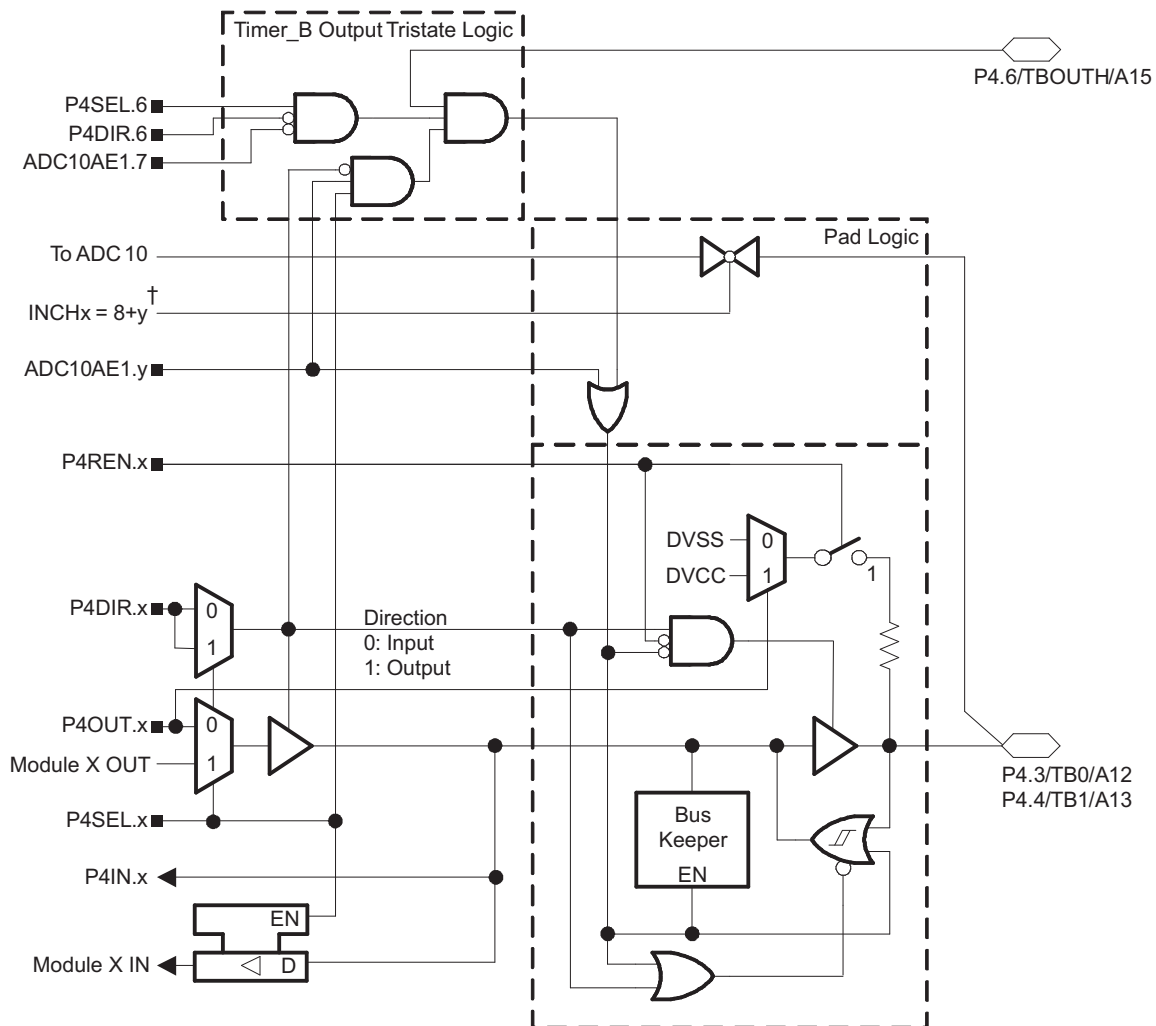 Timer_B Output Tristate Logic
P4.6/TBOUTH/A15
P4SEL.6
P4DIR.6
ADC10AE1.7
Pad Logic
To ADC 10
INCHx = 8+y†
ADC10AE1.y
P4REN.x
DVSS
0
DVCC
1
1
P4DIR.x
0
1
Direction
0: Input
1: Output
P4OUT.x
0
Module X OUT
1
P4.3/TB0/A12
P4.4/TB1/A13
P4SEL.x
Bus
Keeper
EN
P4IN.x
EN
Module X IN
D